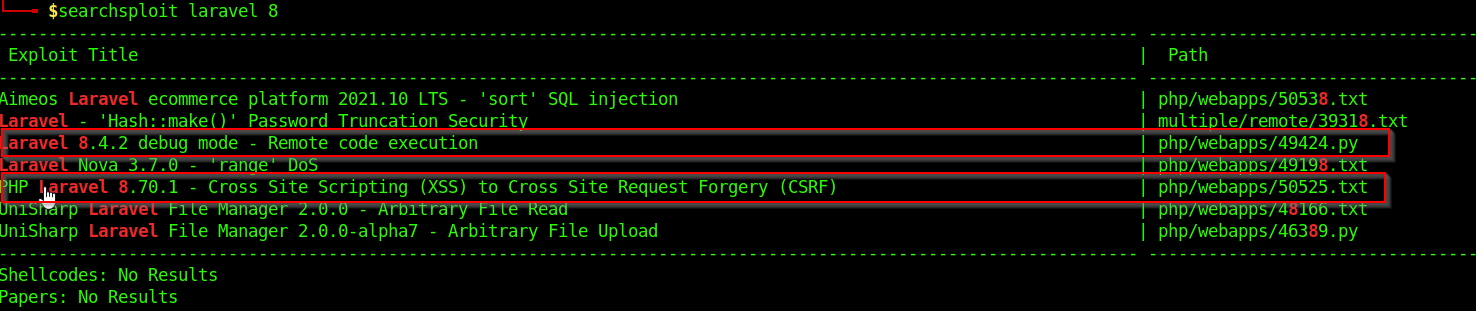 $searchsploit laravel 8
Exploit Title | Path
Aimeos Laravel ecommerce platform 2021.10 LTS - 'sort' SQL injection | php/webapps/50538.txt
Laravel - 'Hash::make()' Password Truncation Security | multiple/remote/39318.txt
Laravel 8.4.2 debug mode - Remote code execution | php/webapps/49424.py
Laravel Nova 3.7.0 - 'range' DoS | php/webapps/49198.txt
PHP Laravel 8.70.1 - Cross Site Scripting (XSS) to Cross Site Request Forgery (CSRF) | php/webapps/50525.txt
UniSharp Laravel File Manager 2.0.0 - Arbitrary File Read | php/webapps/48166.txt
UniSharp Laravel File Manager 2.0.0-alpha7 - Arbitrary File Upload | php/webapps/46389.py
Shellcodes: No Results
Papers: No Results